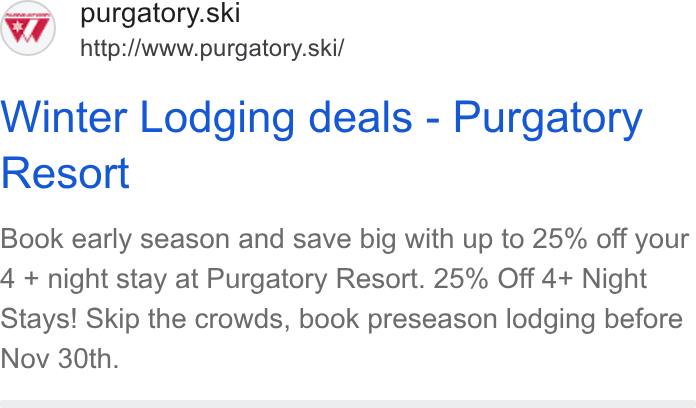 purgatory.ski
http://www.purgatory.ski/
Winter Lodging deals - Purgatory
Resort
Book early season and save big with up to 25% off your
4 + night stay at Purgatory Resort. 25% Off 4+ Night
Stays! Skip the crowds, book preseason lodging before
Nov 30th.